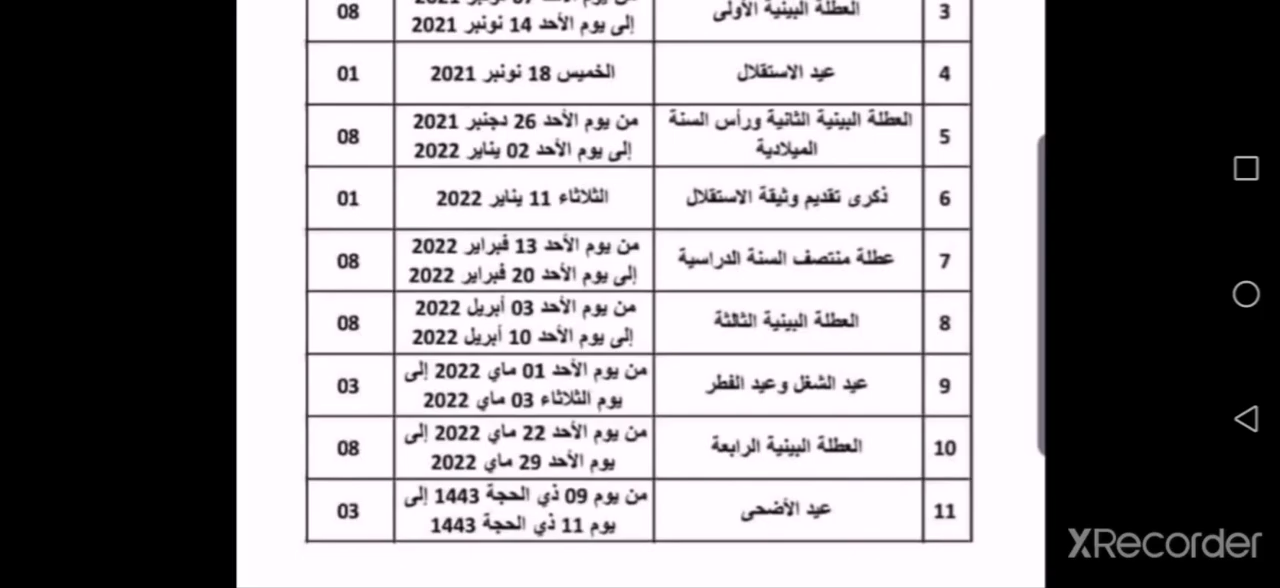 3 العطلة البينية الأولى من يوم الأحد 07 نونبر 2021 08
إلى يوم الأحد 14 نونبر 2021
4 عيد الاستقلال الخميس 18 نونبر 2021 01
5 العطلة البينية الثانية ورأس السنة من يوم الأحد 26 دجنبر 2021 08
الميلادية إلى يوم الأحد 02 يناير 2022
6 ذكرى تقديم وثيقة الاستقلال الثلاثاء 11 يناير 2022 01
7 عطلة منتصف السنة الدراسية من يوم الأحد 13 فبراير 2022 08
إلى يوم الأحد 20 فبراير 2022
8 العطلة البينية الثالثة من يوم الأحد 03 أبريل 2022 08
إلى يوم الأحد 10 أبريل 2022
9 عيد الشغل وعيد الفطر من يوم الأحد 01 ماي 2022 إلى 03
يوم الثلاثاء 03 ماي 2022
10 العطلة البينية الرابعة من يوم الأحد 22 ماي 2022 إلى 08
يوم الأحد 29 ماي 2022
11 عيد الأضحى من يوم 09 ذي الحجة 1443 إلى 03
يوم 11 ذي الحجة 1443
XRecorder